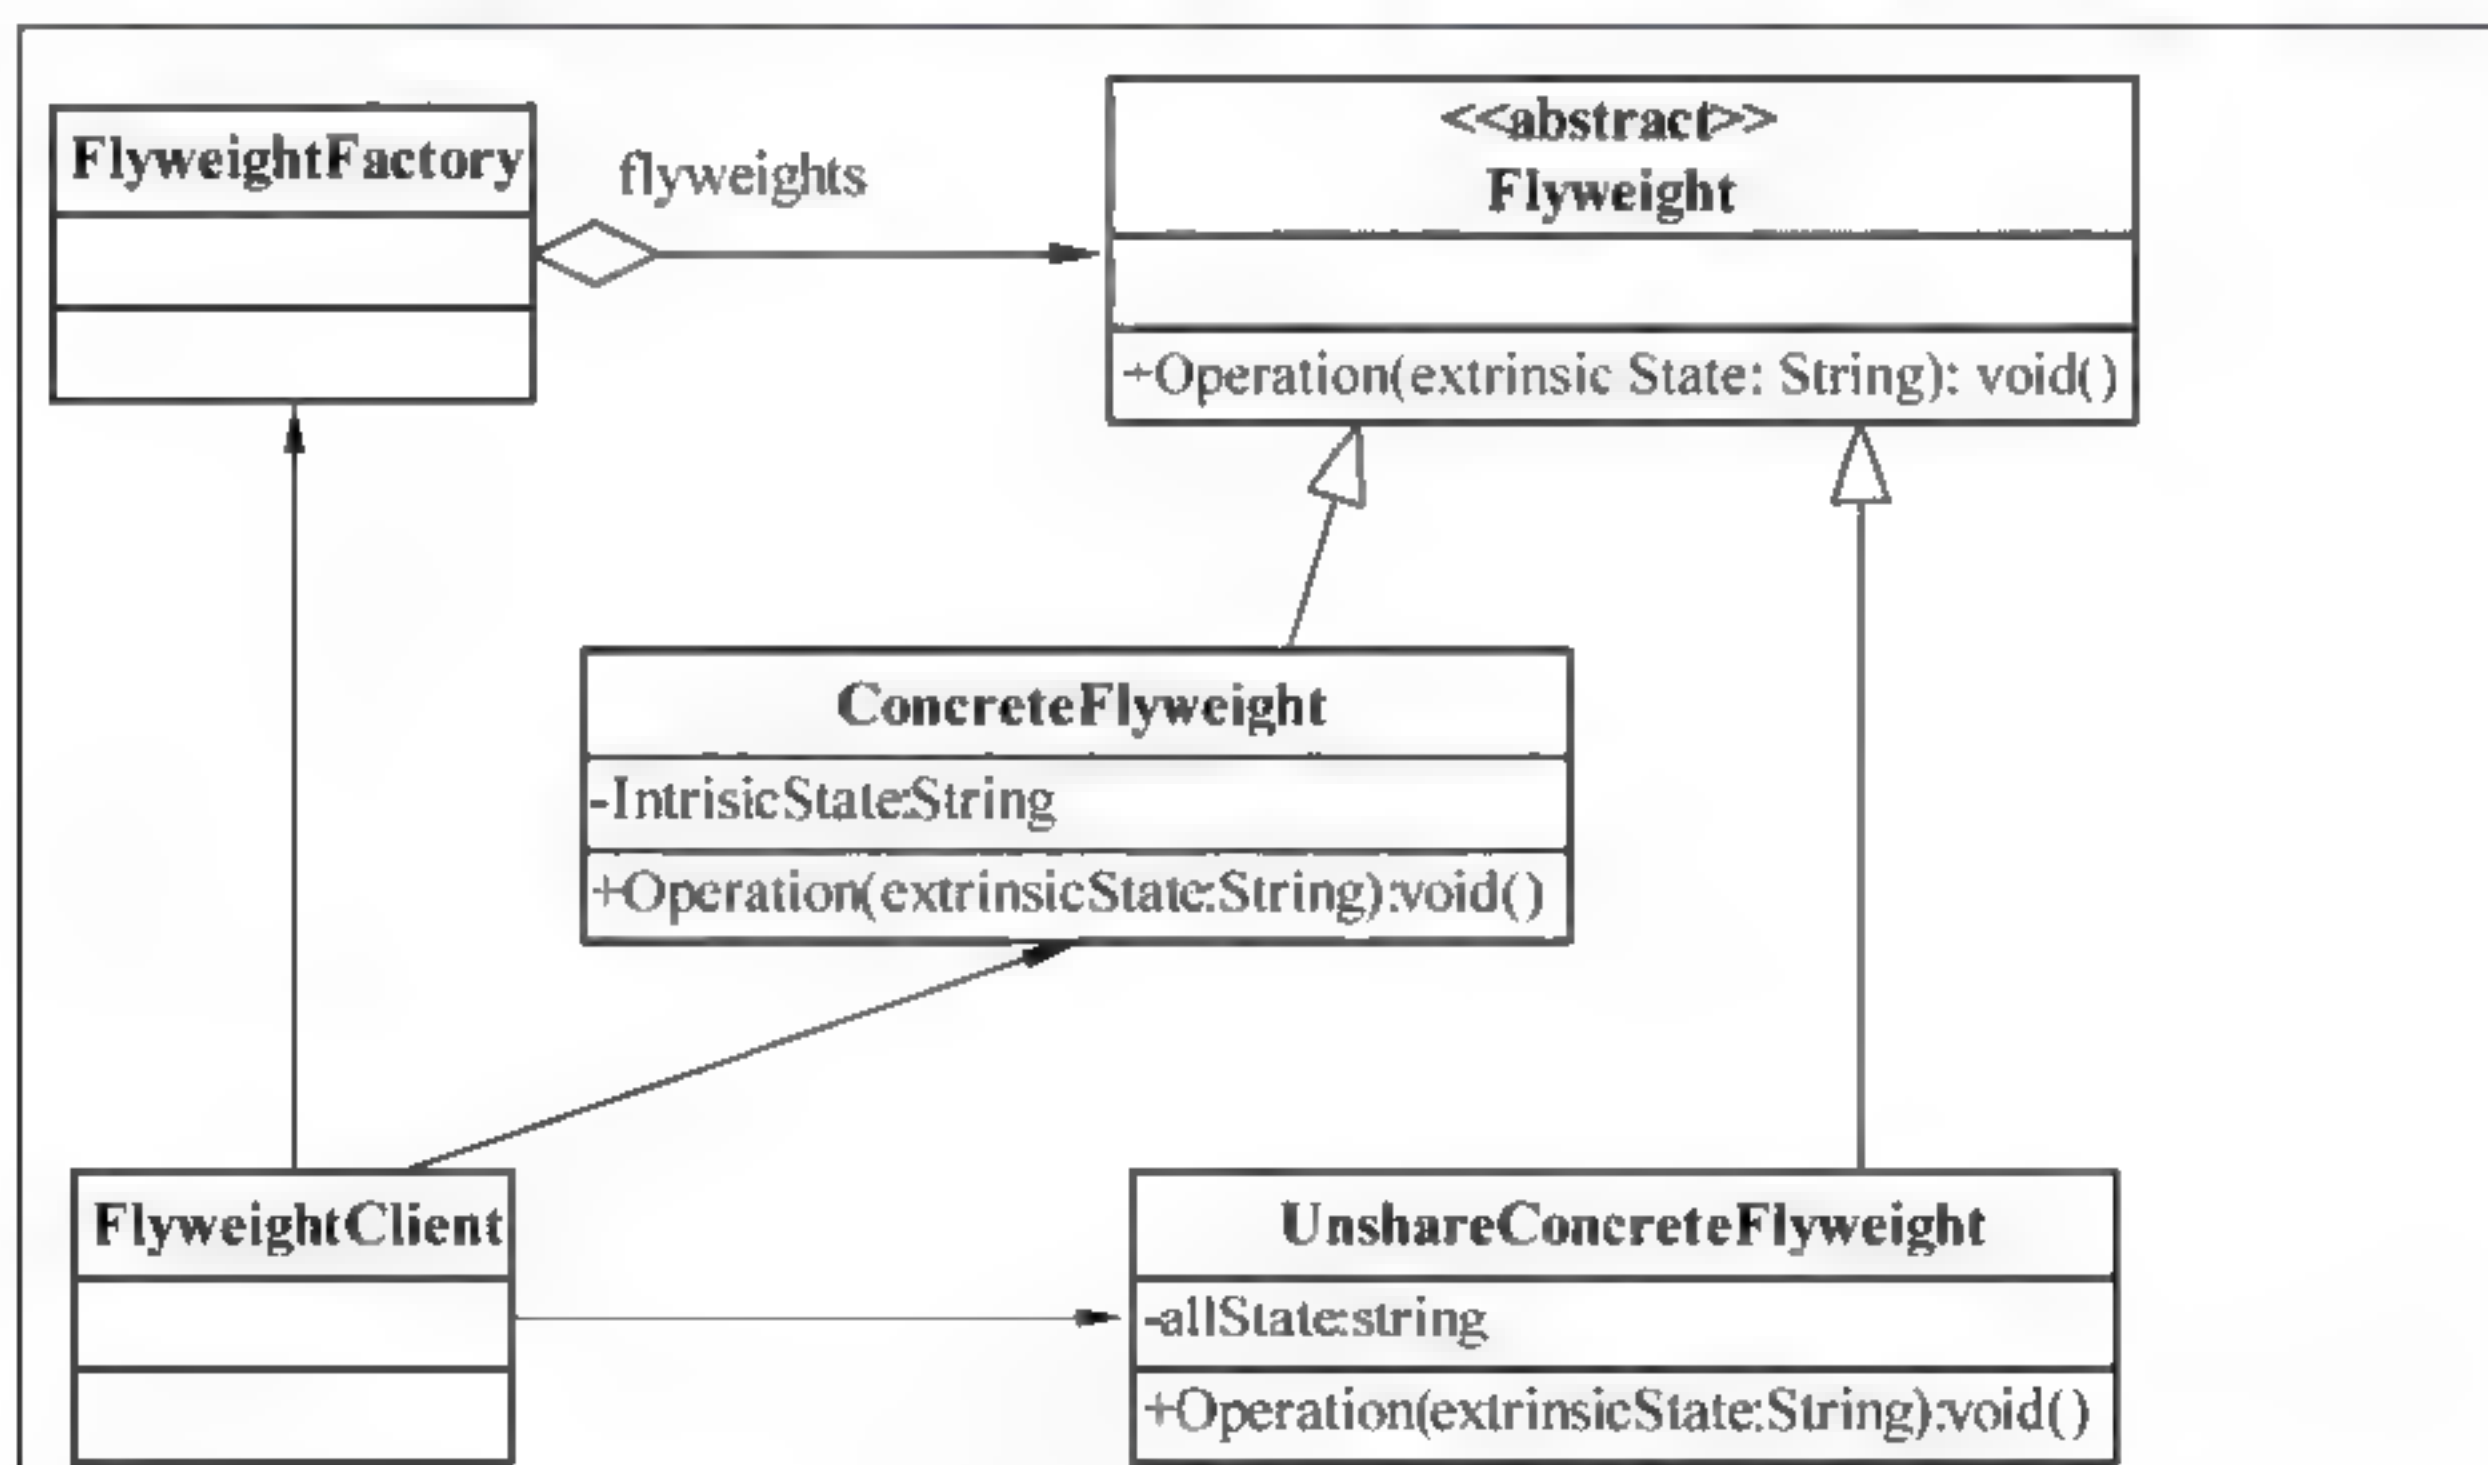 FlyweightFactory
flyweights
<<abstract>>
Flyweight
+Operation(extrinsic State: String): void()
ConcreteFlyweight
-IntrisicState:String
+Operation(extrinsicState:String):void()
FlyweightClient
UnshareConcreteFlyweight
-allState:string
+Operation(extrinsicState:String):void()